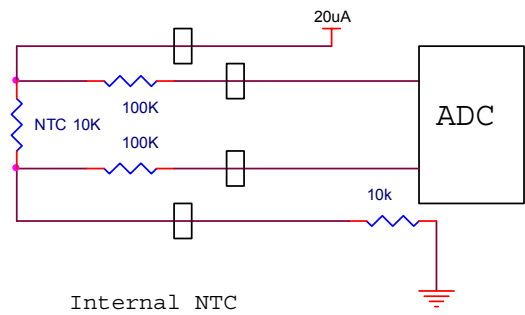 20uA
100K
ADC
NTC 10K
100K
10k
Internal NTC